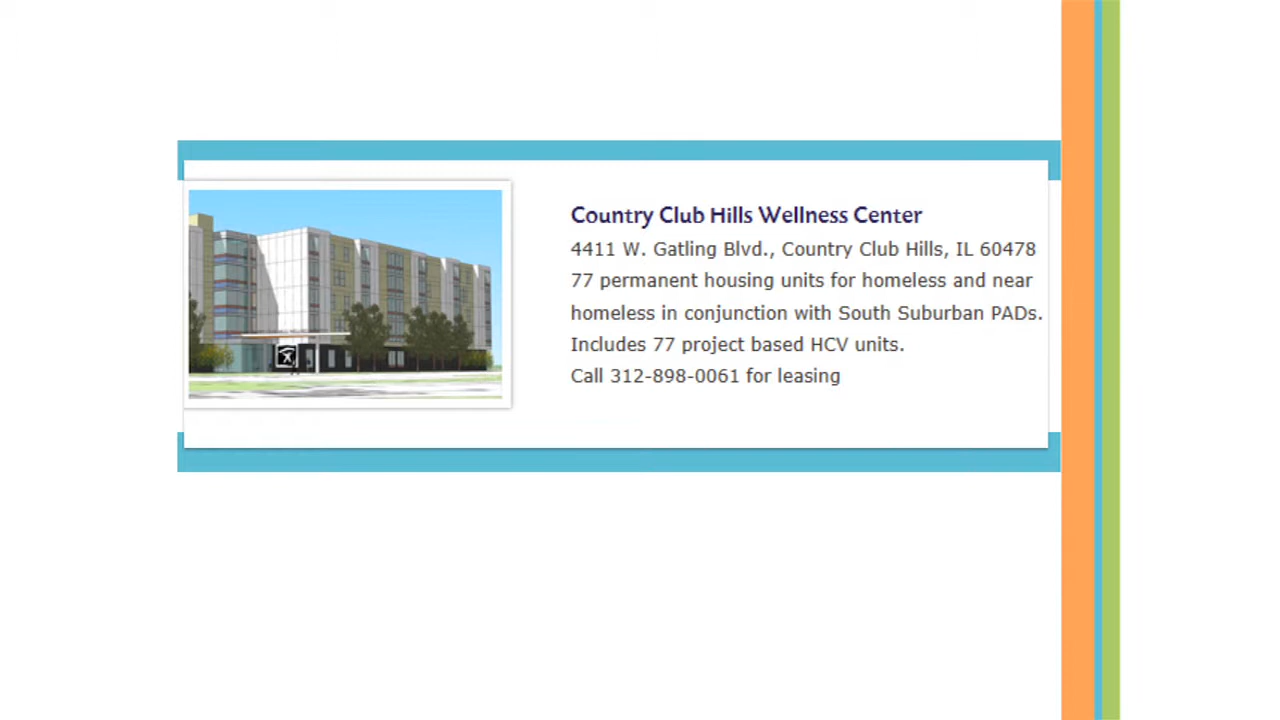 Country Club Hills Wellness Center
4411 W. Gatling Blvd., Country Club Hills, IL 60478
77 permanent housing units for homeless and near
homeless in conjunction with South Suburban PADs.
Includes 77 project based HCV units.
Call 312-898-0061 for leasing